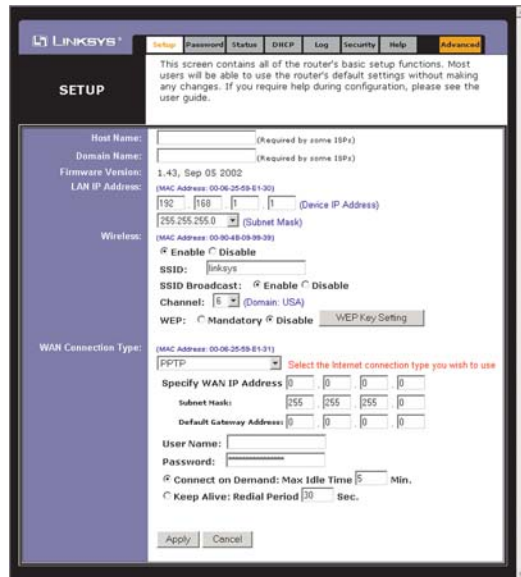 LINKSYS®
Setup Password Status DHCP Log Security Help Advanced
SETUP
This screen contains all of the router's basic setup functions. Most
users will be able to use the router's default settings without making
any changes. If you require help during configuration, please see the
user guide.
Host Name: (Required by some ISPs)
Domain Name: (Required by some ISPs)
Firmware Version: 1.43, Sep 05 2002
LAN IP Address: (MAC Address: 00-06-25-59-E1-30)
192 . 168 . 1 . 1 (Device IP Address)
255.255.255.0 (Subnet Mask)
Wireless: (MAC Address: 00-90-4B-09-99-39)
Enable Disable
SSID: linksys
SSID Broadcast: Enable Disable
Channel: 6 (Domain: USA)
WEP: Mandatory Disable WEP Key Setting
WAN Connection Type: (MAC Address: 00-06-25-59-E1-31)
PPTP Select the Internet connection type you wish to use
Specify WAN IP Address 0 . 0 . 0 . 0
Subnet Mask: 255 . 255 . 255 . 0
Default Gateway Address: 0 . 0 . 0 . 0
User Name:
Password: ****************
Connect on Demand: Max Idle Time 5 Min.
Keep Alive: Redial Period 30 Sec.
Apply Cancel